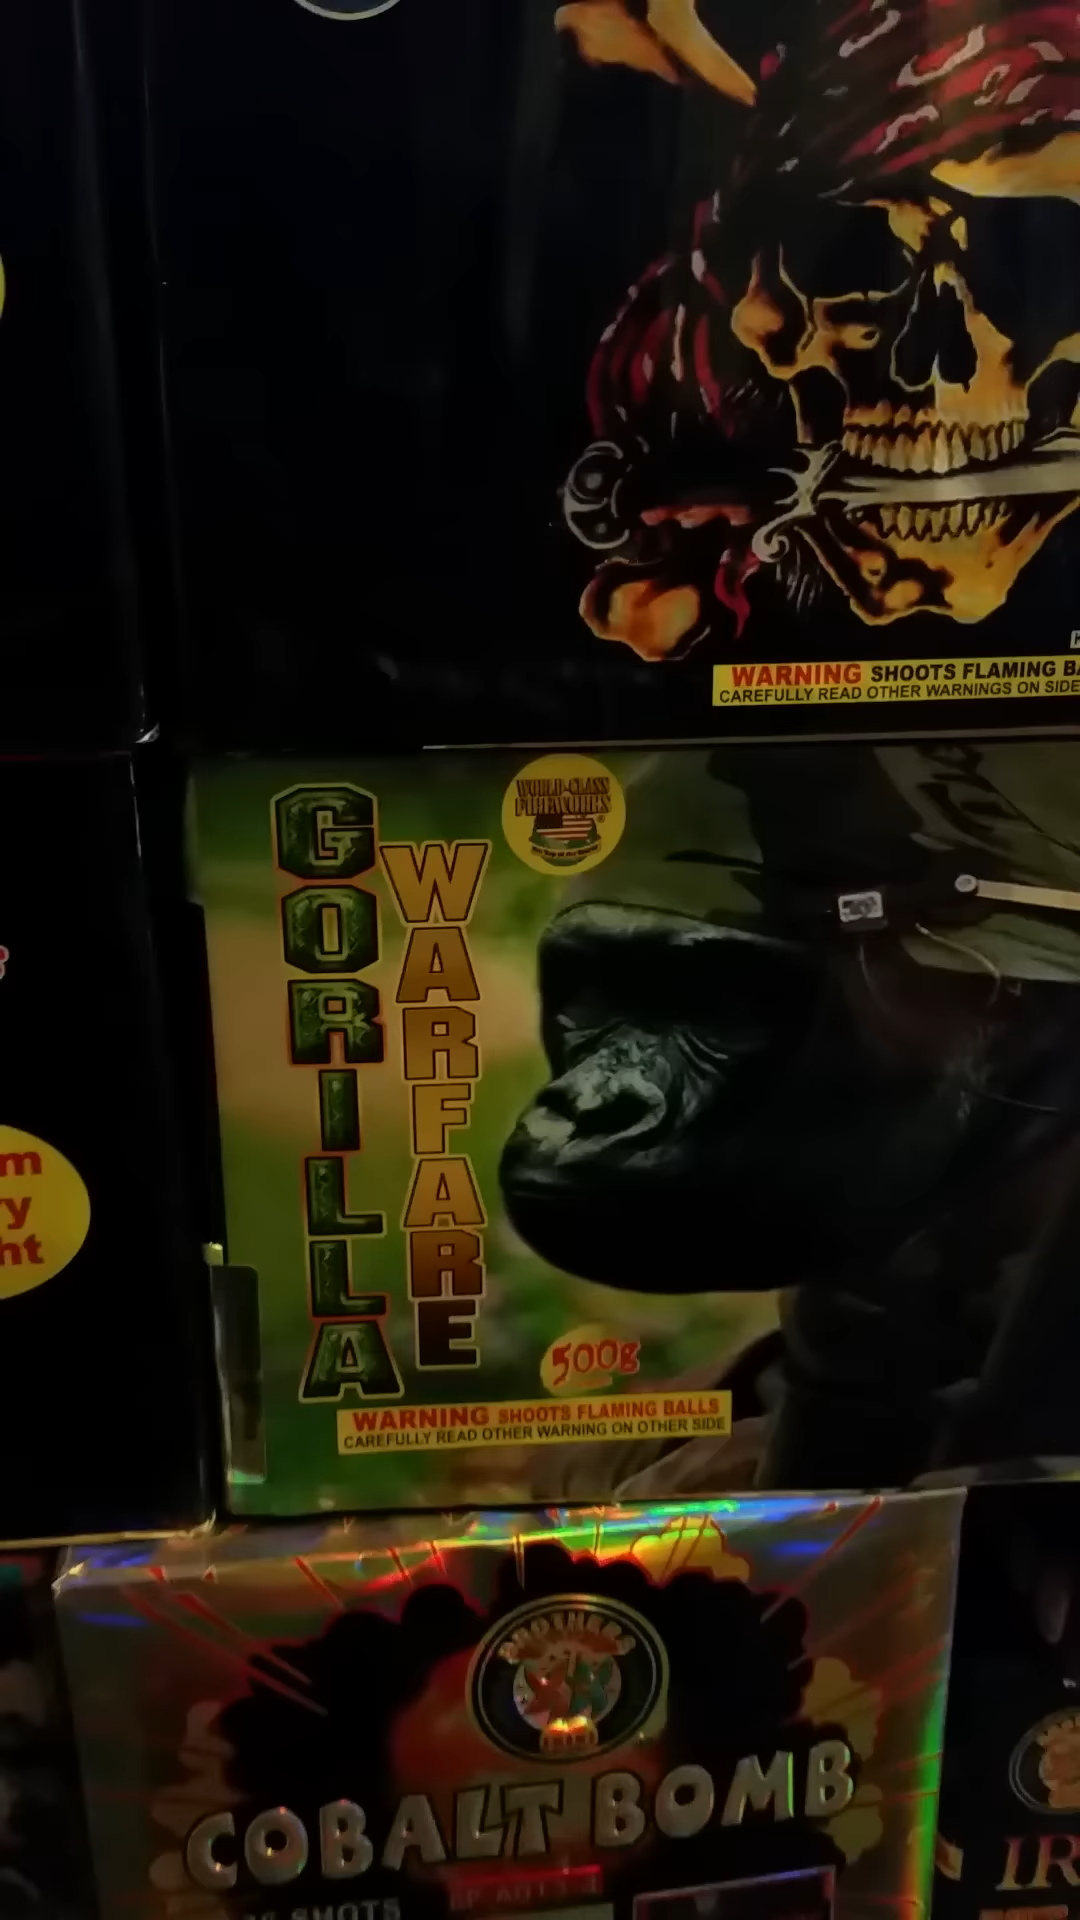 WARNING SHOOTS FLAMING
CAREFULLY READ OTHER WARNINGS ON SIDE
GORILLA
WARFARE
WORLD-CLASS
FIREWORKS
500g
WARNING SHOOTS FLAMING BALLS
CAREFULLY READ OTHER WARNING ON OTHER SIDE
BROTHERS
COBALT BOMB
SHOTS